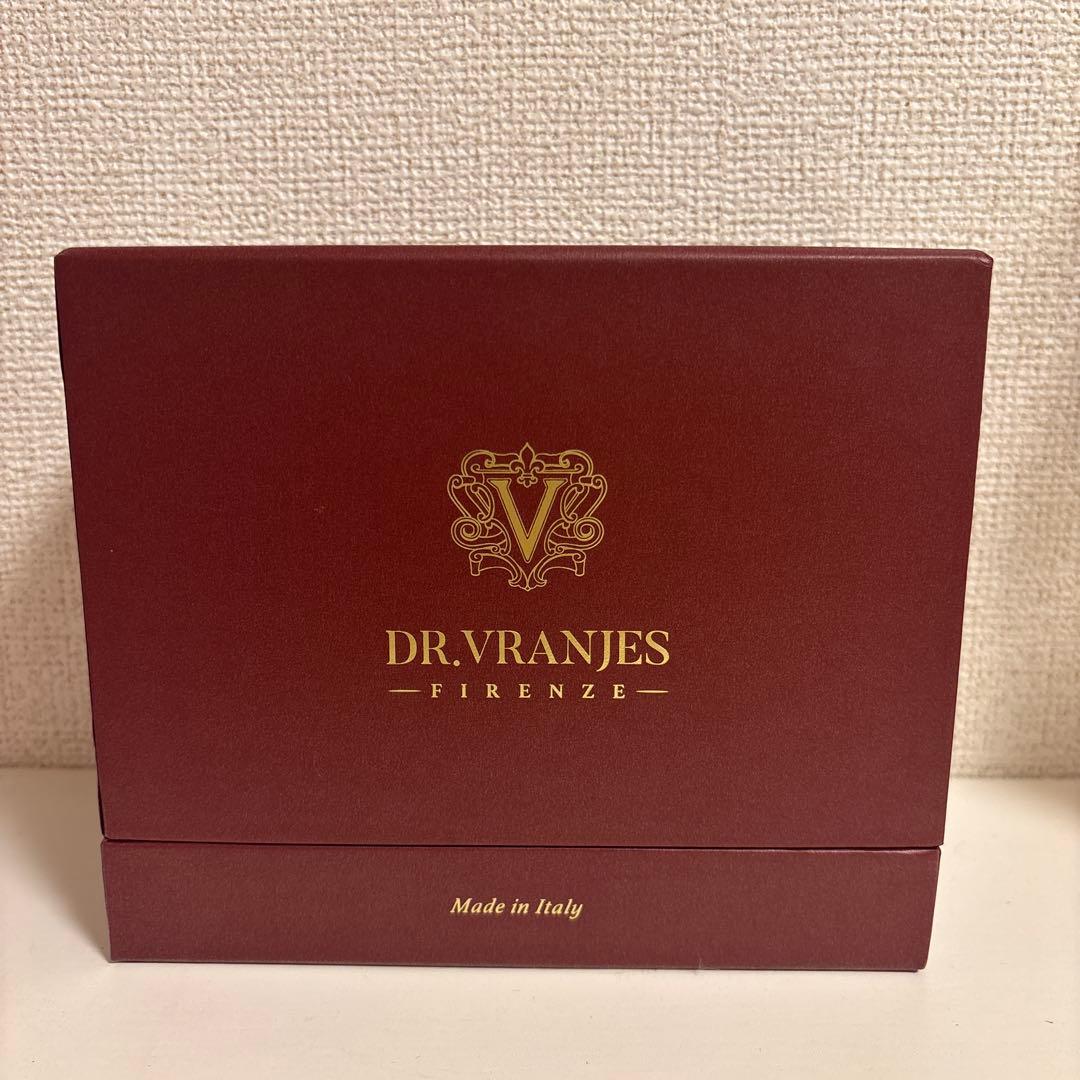 V
DR.VRANJES
FIRENZE
Made in Italy